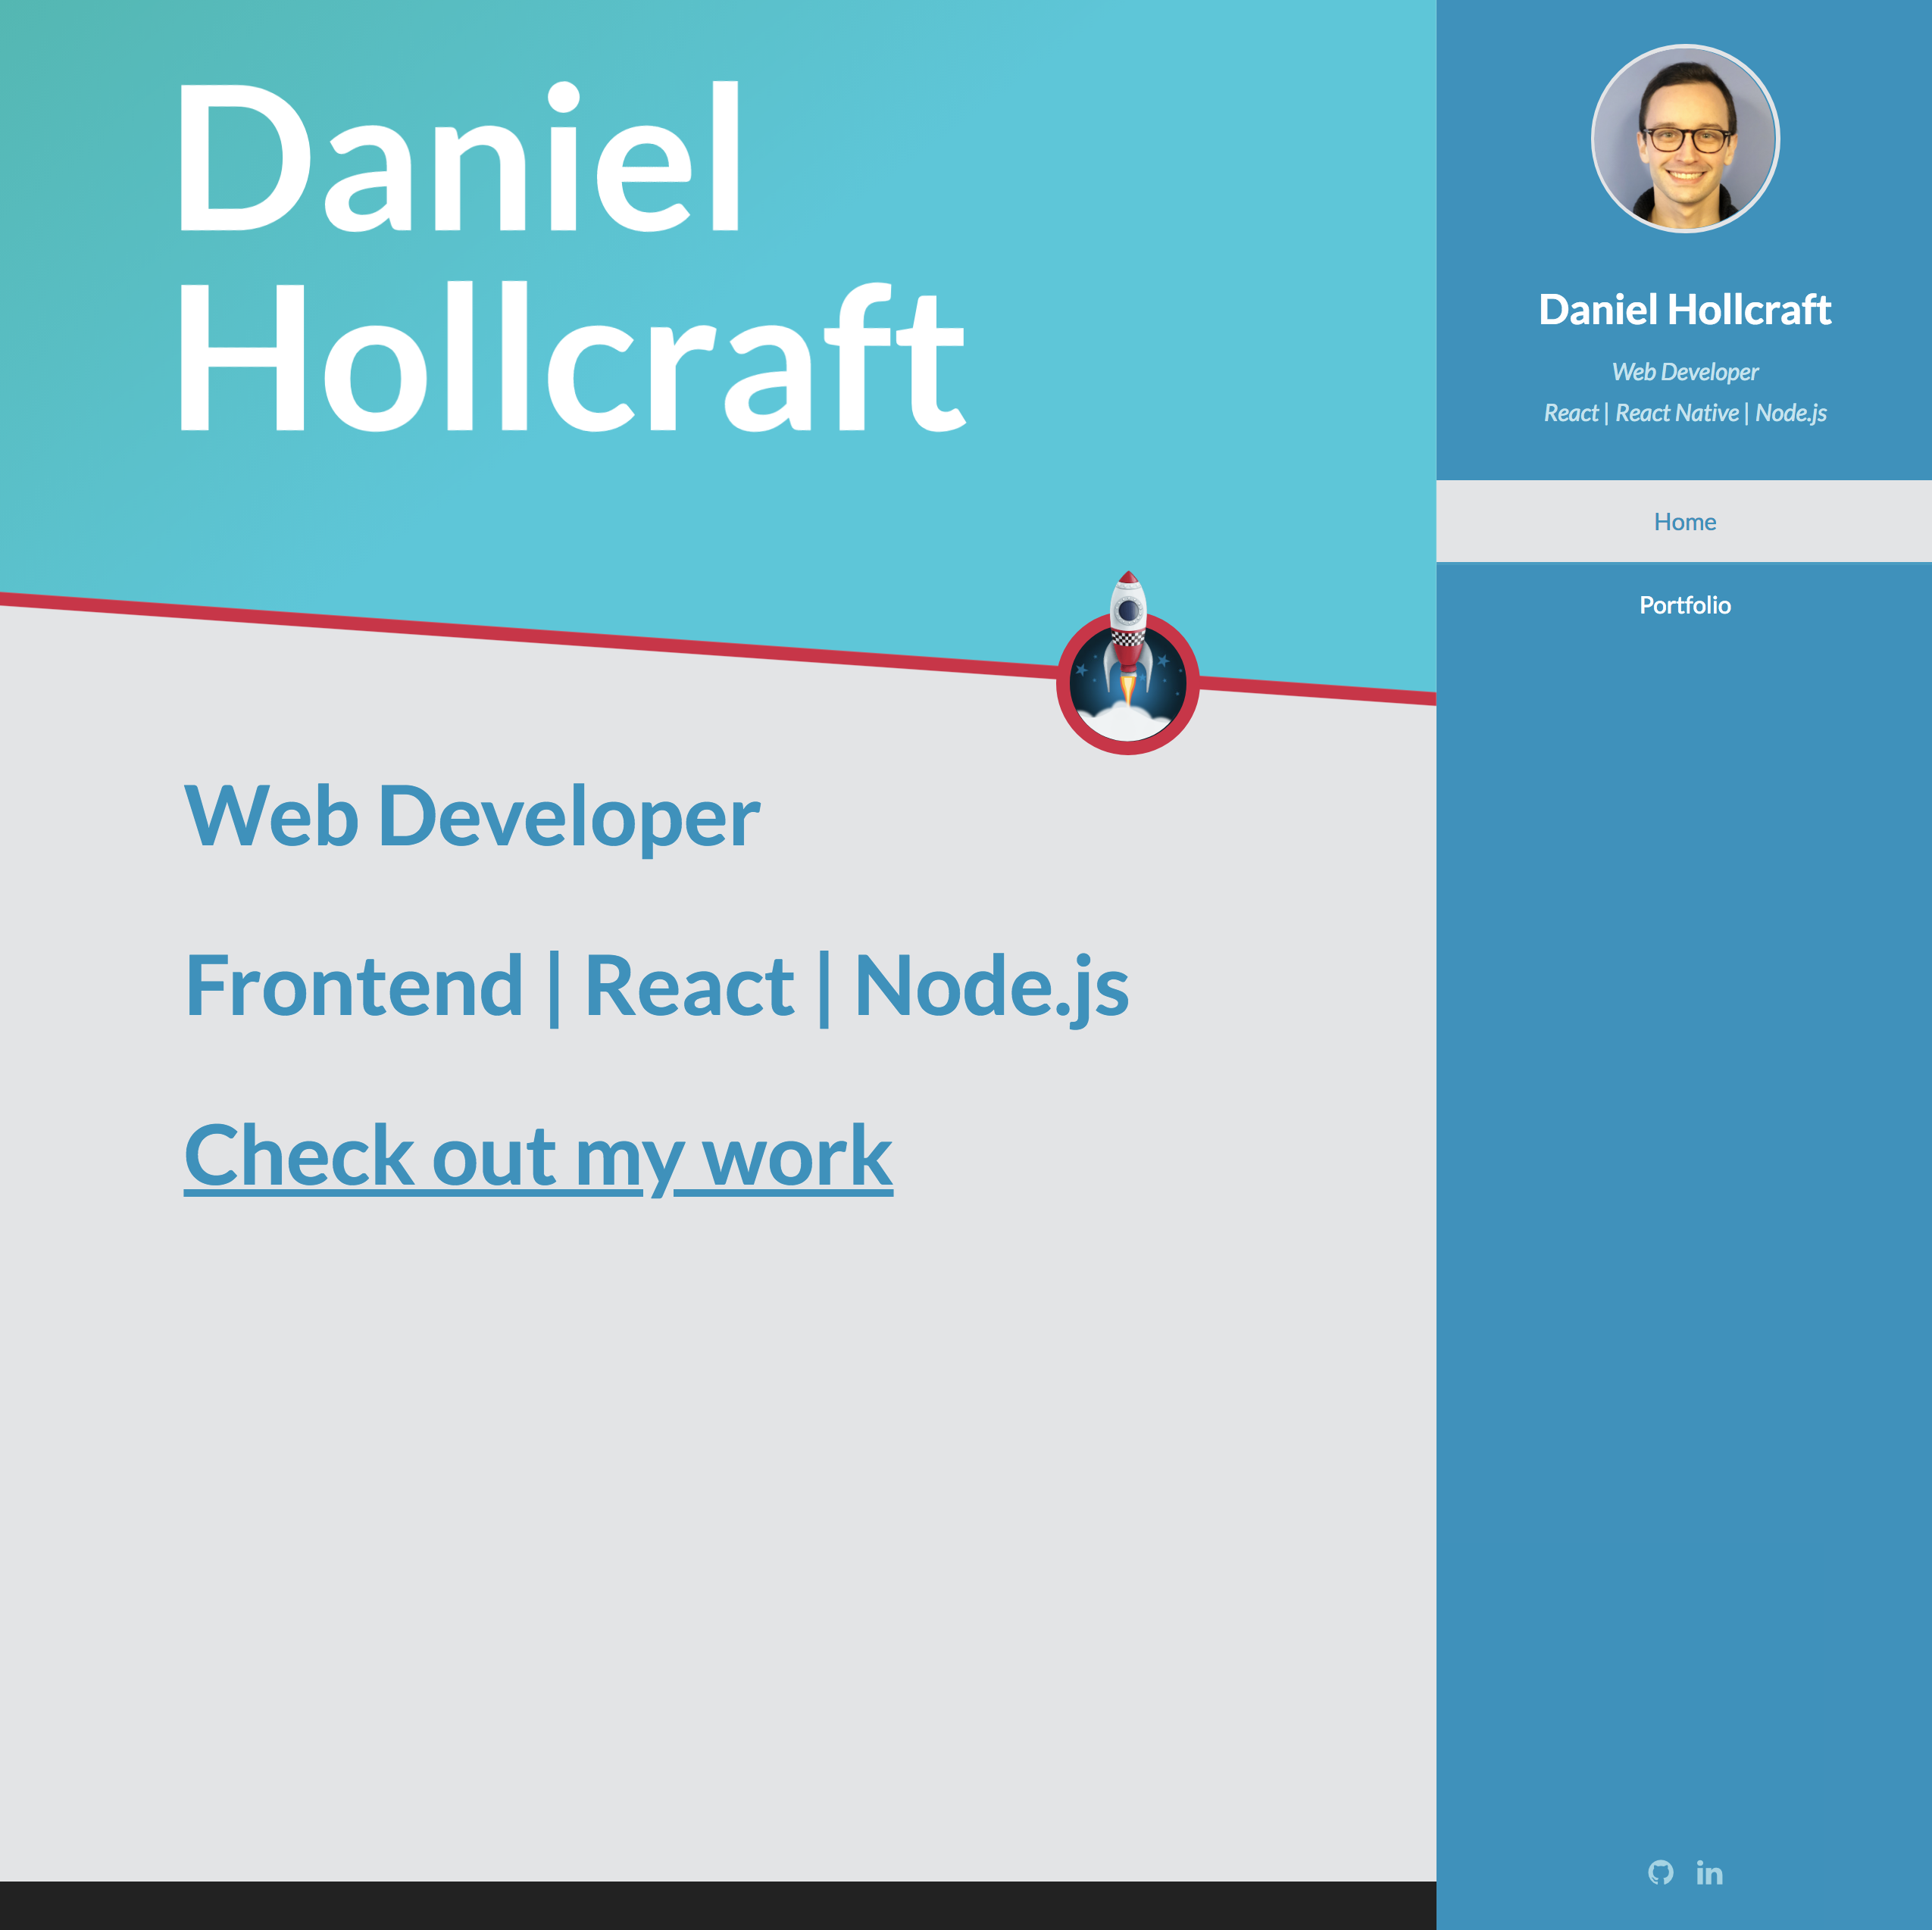 Daniel
Hollcraft
Web Developer
Frontend | React | Node.js
Check out my work
Daniel Hollcraft
Web Developer
React | React Native | Node.js
Home
Portfolio